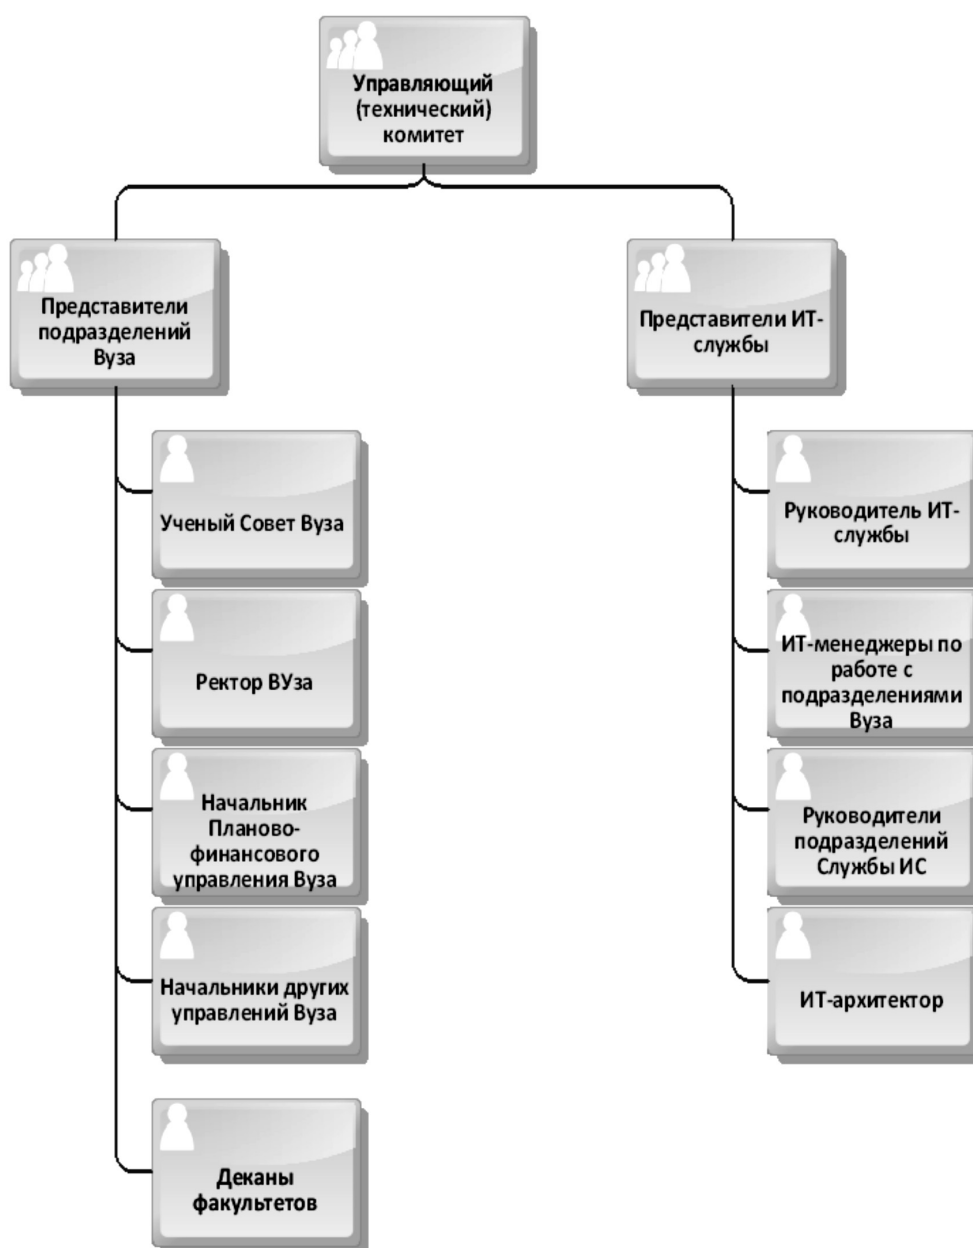 Управляющий
(технический)
комитет
Представители
подразделений
Вуза
Представители ИТ-
службы
Ученый Совет Вуза
Ректор ВУза
Начальник
Планово-
финансового
управления Вуза
Начальники других
управлений Вуза
Деканы
факультетов
Руководитель ИТ-
службы
ИТ-менеджеры по
работе с
подразделениями
Вуза
Руководители
подразделений
Службы ИС
ИТ-архитектор